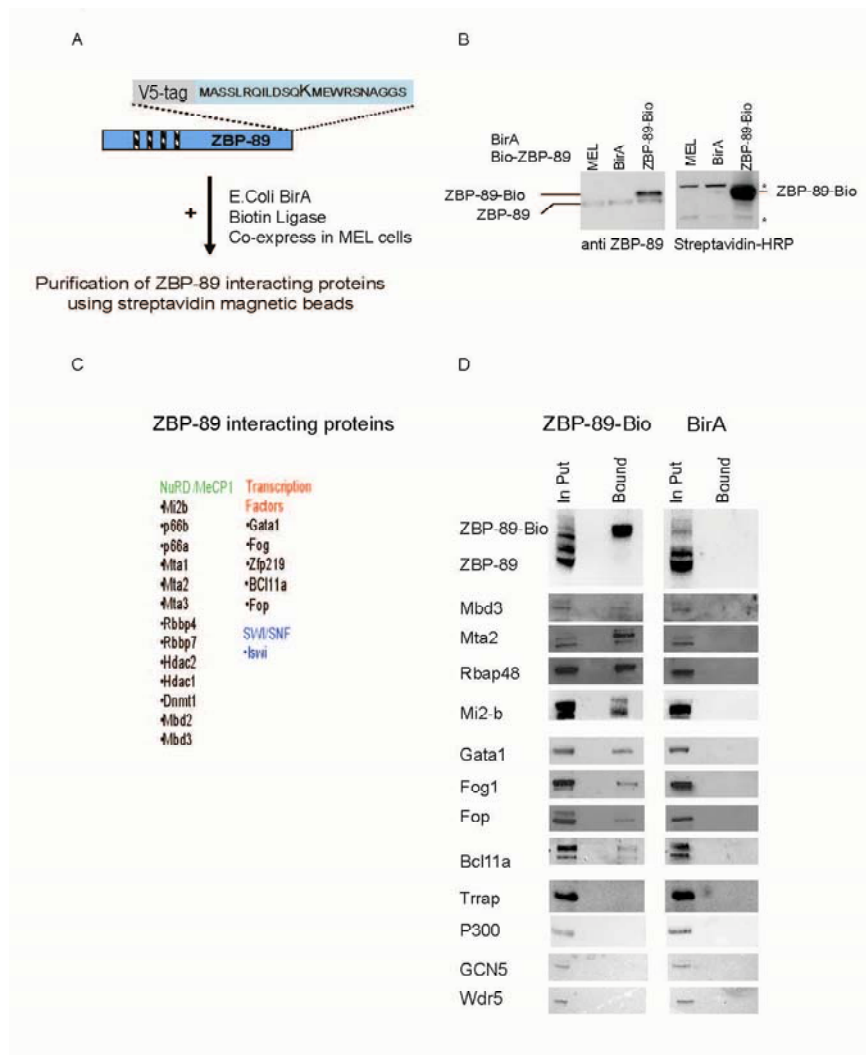 A
V5-tag MASSLRQILDSQKMEWRSNAGGS
ZBP-89
+
E.Coli BirA
Biotin Ligase
Co-express in MEL cells
Purification of ZBP-89 interacting proteins
using streptavidin magnetic beads
B
BirA
Bio-ZBP-89
MEL
BirA
ZBP-89-Bio
MEL
BirA
ZBP-89-Bio
ZBP-89-Bio
ZBP-89
* ZBP-89-Bio
*
anti ZBP-89
Streptavidin-HRP
C
ZBP-89 interacting proteins
NuRD/MeCP1
•Mi2b
•p66b
•p66a
•Mta1
•Mta2
•Mta3
•Rbbp4
•Rbbp7
•Hdac2
•Hdac1
•Dnmt1
•Mbd2
•Mbd3
Transcription
Factors
•Gata1
•Fog
•Zfp219
•BCl11a
•Fop
SWI/SNF
•Iswi
D
ZBP-89-Bio BirA
In Put
Bound
In Put
Bound
ZBP-89-Bio
ZBP-89
Mbd3
Mta2
Rbap48
Mi2-b
Gata1
Fog1
Fop
Bcl11a
Trrap
P300
GCN5
Wdr5